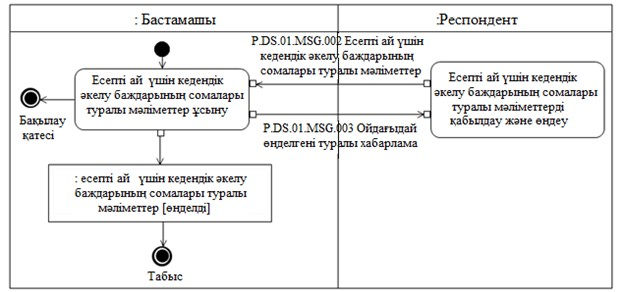 : Бастамашы
:Респондент
P.DS.01.MSG.002 Есепті ай үшін
кедендік әкелу баждарының
сомалары туралы мәліметтер
Есепті ай үшін кедендік
әкелу баждарының сомалары
туралы мәліметтер ұсыну
Есепті ай үшін кедендік
әкелу баждарының сомалары
туралы мәліметтерді
қабылдау және өңдеу
Бақылау
қатесі
P.DS.01.MSG.003 Ойдағыдай
өңделгені туралы хабарлама
: есепті ай үшін кедендік әкелу
баждарының сомалары туралы
мәліметтер [өңделді]
Табыс